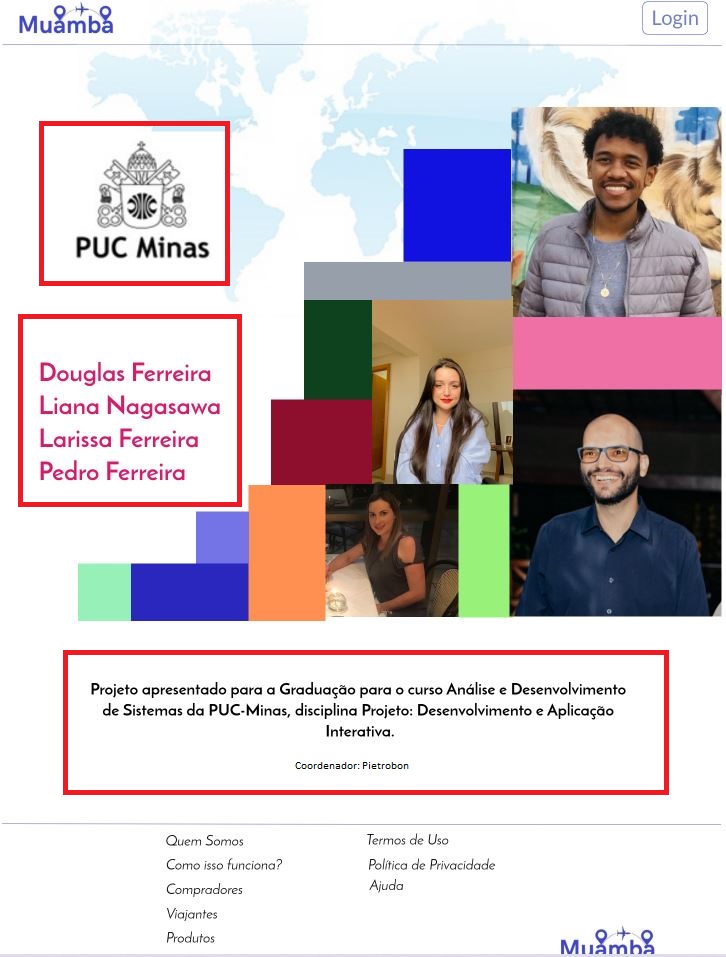 Muamba
Login
PUC Minas
Douglas Ferreira
Liana Nagasawa
Larissa Ferreira
Pedro Ferreira
Projeto apresentado para a Graduação para o curso Análise e Desenvolvimento
de Sistemas da PUC-Minas, disciplina Projeto: Desenvolvimento e Aplicação
Interativa.
Coordenador: Pietrobon
Quem Somos
Como isso funciona?
Compradores
Viajantes
Produtos
Termos de Uso
Política de Privacidade
Ajuda
Muamba